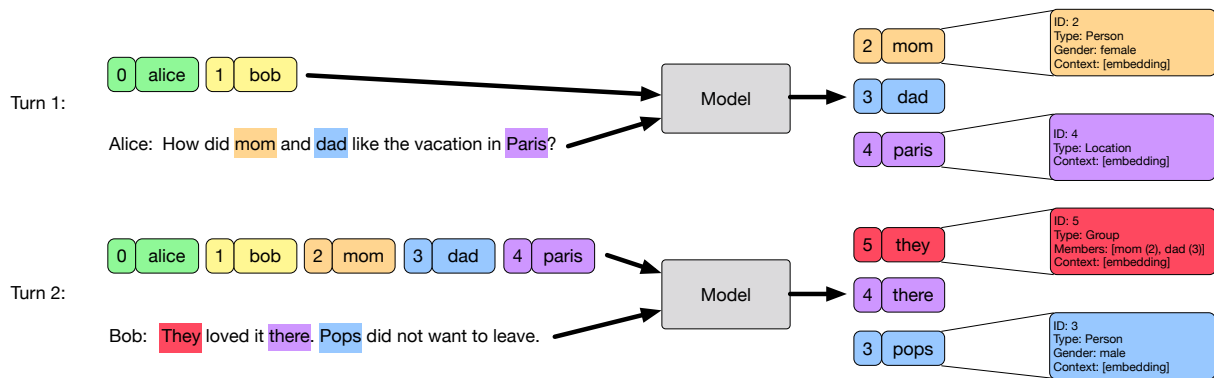 Turn 1:
0 alice 1 bob
Alice: How did mom and dad like the vacation in Paris?
Model
2 mom
3 dad
4 paris
ID: 2
Type: Person
Gender: female
Context: [embedding]
ID: 4
Type: Location
Context: [embedding]
Turn 2:
0 alice 1 bob 2 mom 3 dad 4 paris
Bob: They loved it there. Pops did not want to leave.
Model
5 they
4 there
3 pops
ID: 5
Type: Group
Members: [mom (2), dad (3)]
Context: [embedding]
ID: 3
Type: Person
Gender: male
Context: [embedding]